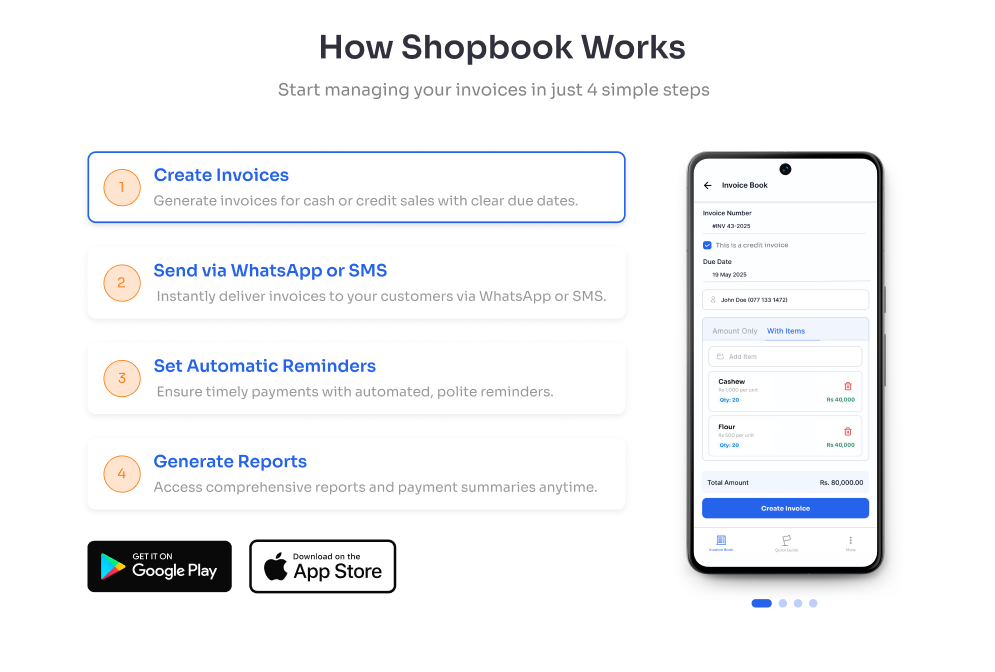 How Shopbook Works
Start managing your invoices in just 4 simple steps
1
Create Invoices
Generate invoices for cash or credit sales with clear due dates.
2
Send via WhatsApp or SMS
Instantly deliver invoices to your customers via WhatsApp or SMS.
3
Set Automatic Reminders
Ensure timely payments with automated, polite reminders.
4
Generate Reports
Access comprehensive reports and payment summaries anytime.
GET IT ON
Google Play
Download on the
App Store
Invoice Book
Invoice Number
#INV 43-2025
This is a credit invoice
Due Date
19 May 2025
John Doe (077 133 1472)
Amount Only With Items
Add Item
Cashew
Rs 1,000 per unit
Qty: 20 Rs 40,000
Flour
Rs 500 per unit
Qty: 20 Rs 40,000
Total Amount Rs. 80,000.00
Create Invoice
Invoice Book Quick Guide More